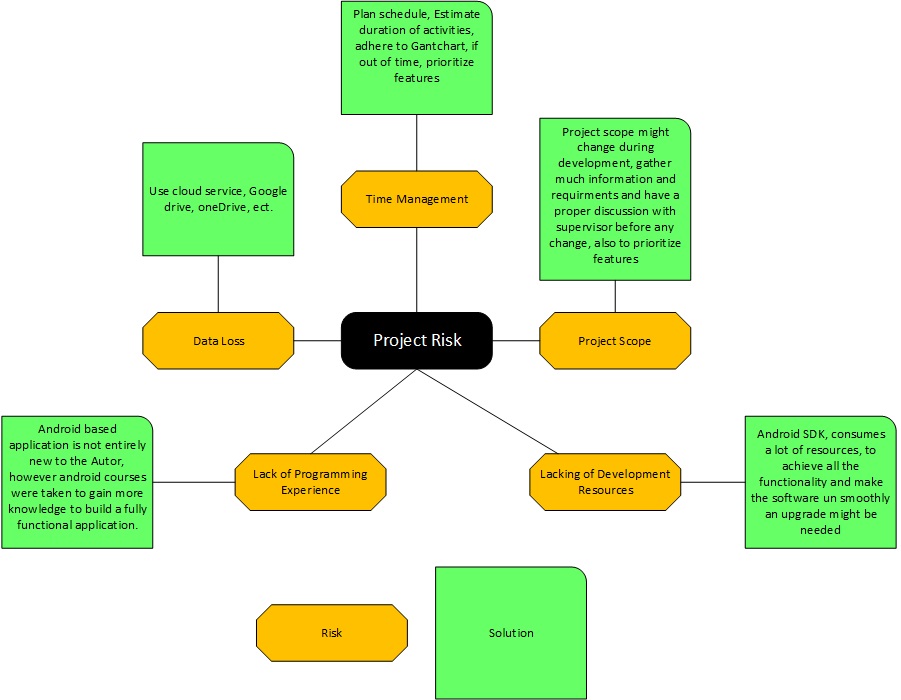 Plan schedule, Estimate
duration of activities,
adhere to Gantchart, if
out of time, prioritize
features
Project scope might
change during
development, gather
much information and
requirments and have a
proper discussion with
supervisor before any
change, also to prioritize
features
Use cloud service, Google
drive, oneDrive, ect.
Time Management
Data Loss
Project Risk
Project Scope
Android based
application is not entirely
new to the Autor,
however android courses
were taken to gain more
knowledge to build a fully
functional application.
Lack of Programming
Experience
Lacking of Development
Resources
Android SDK, consumes
a lot of resources, to
achieve all the
functionality and make
the software un smoothly
an upgrade might be
needed
Risk
Solution